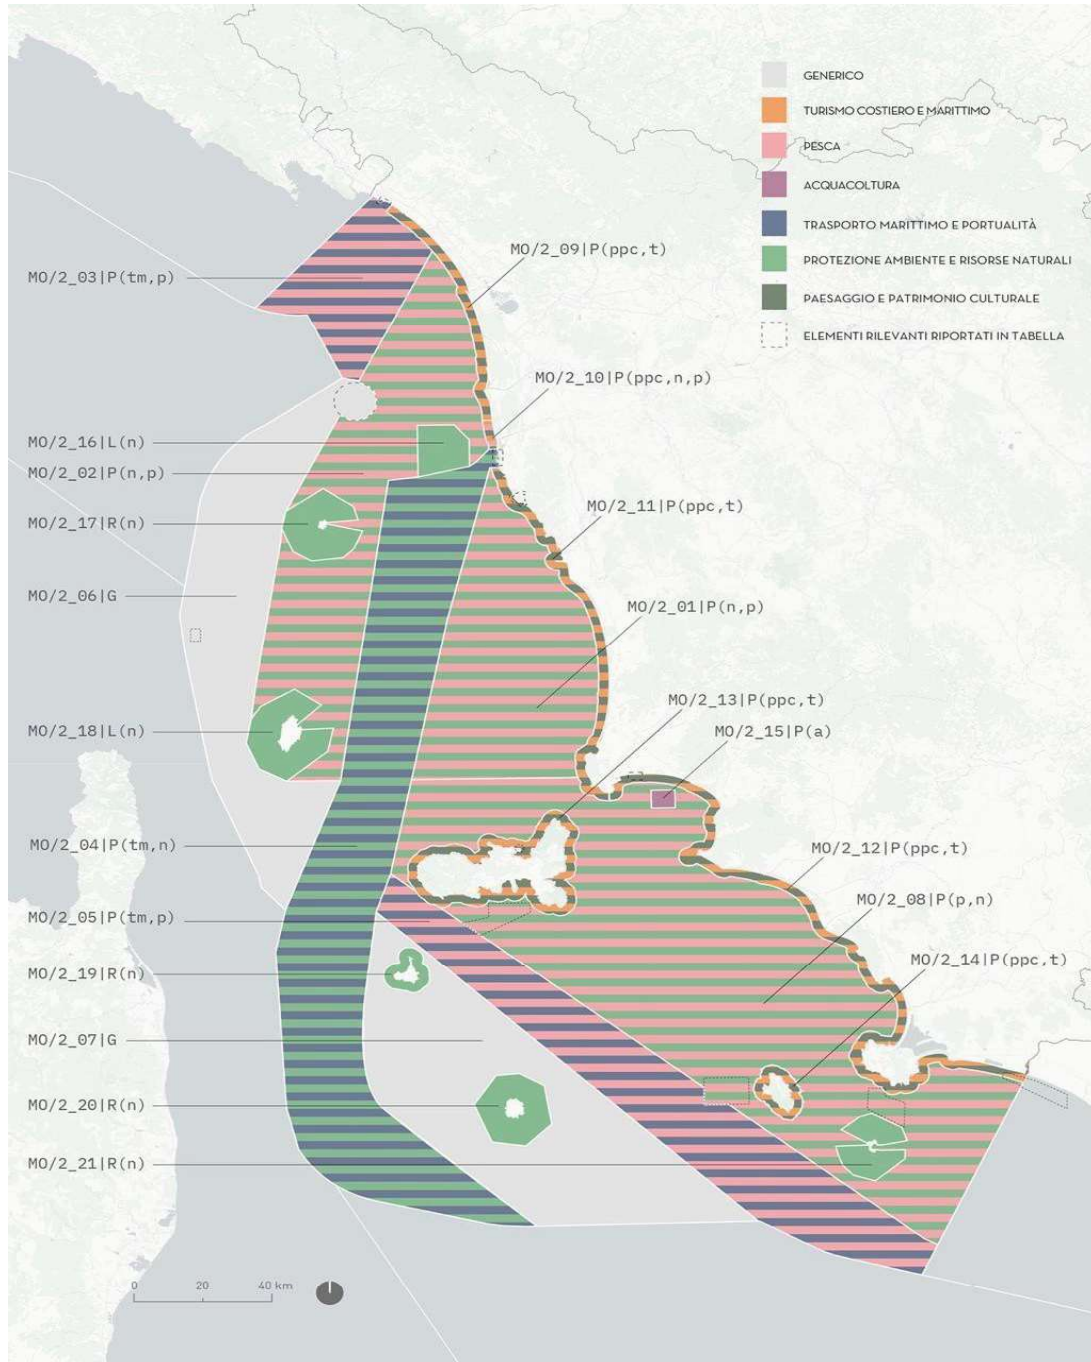 GENERICO
TURISMO COSTIERO E MARITTIMO
PESCA
ACQUACOLTURA
TRASPORTO MARITTIMO E PORTUALITÀ
PROTEZIONE AMBIENTE E RISORSE NATURALI
PAESAGGIO E PATRIMONIO CULTURALE
ELEMENTI RILEVANTI RIPORTATI IN TABELLA
MO/2_09|P(ppc,t)
MO/2_03|P(tm,p)
MO/2_10|P(ppc,n,p)
MO/2_16|L(n)
MO/2_02|P(n,p)
MO/2_17|R(n)
MO/2_11|P(ppc,t)
MO/2_06|G
MO/2_01|P(n,p)
MO/2_13|P(ppc,t)
MO/2_18|L(n)
MO/2_15|P(a)
MO/2_04|P(tm,n)
MO/2_12|P(ppc,t)
MO/2_08|P(p,n)
MO/2_05|P(tm,p)
MO/2_14|P(ppc,t)
MO/2_19|R(n)
MO/2_07|G
MO/2_20|R(n)
MO/2_21|R(n)
0 20 40 km